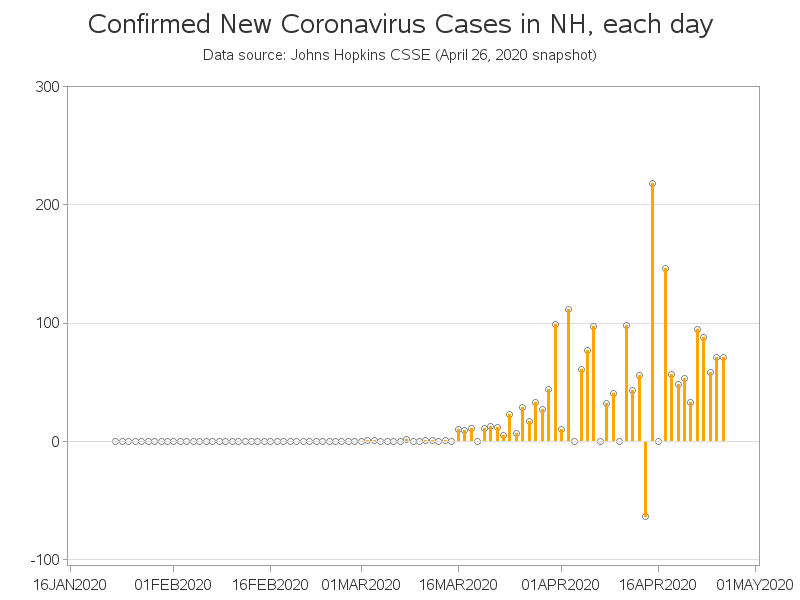 Confirmed New Coronavirus Cases in NH, each day
Data source: Johns Hopkins CSSE (April 26, 2020 snapshot)
300
200
100
0
-100
16JAN2020 01FEB2020 16FEB2020 01MAR2020 16MAR2020 01APR2020 16APR2020 01MAY2020